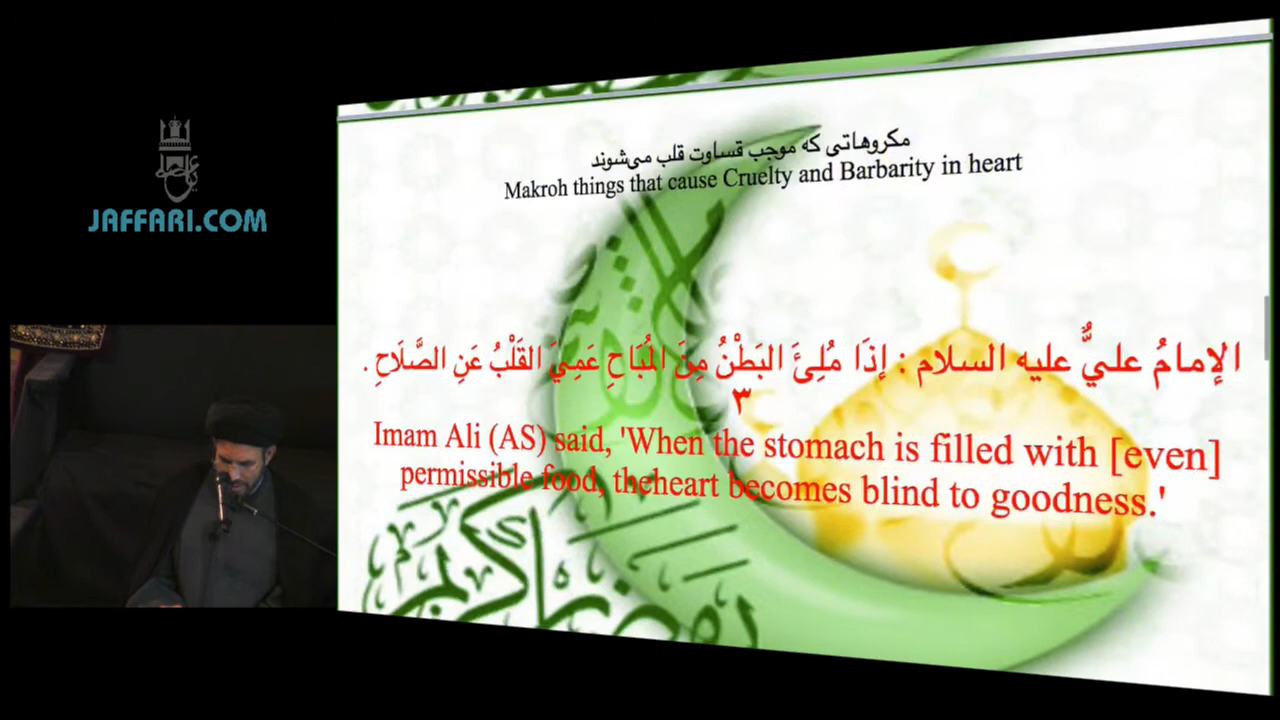 JAFFARI.COM
مکروهاتی که موجب قساوت قلب می‌شوند
Makroh things that cause Cruelty and Barbarity in heart
الإمامُ عليٌّ عليه السلام : إذَا مُلِئَ البَطْنُ مِنَ المُبَاحِ عَمِيَ القَلْبُ عَنِ الصَّلَاحِ .
٣
Imam Ali (AS) said, 'When the stomach is filled with [even]
permissible food, theheart becomes blind to goodness.'